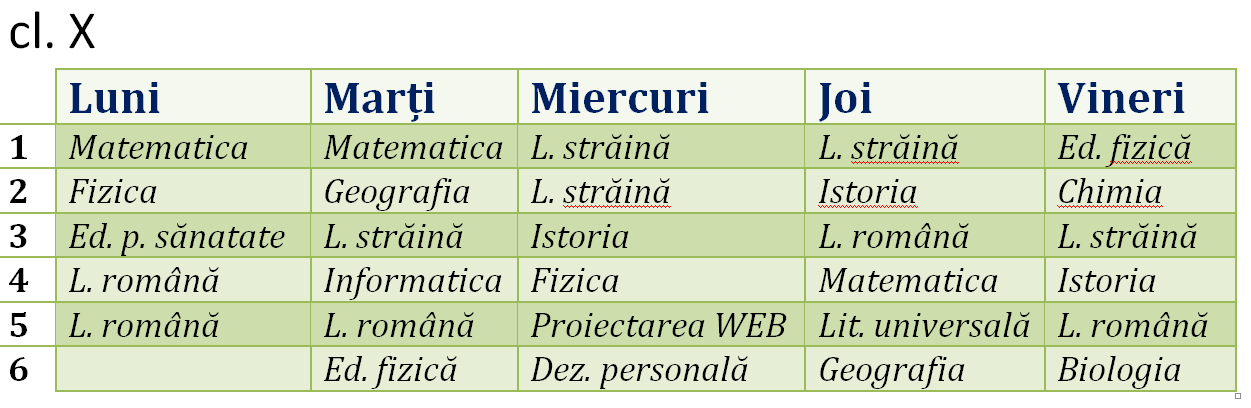 cl. X
Luni Marți Miercuri Joi Vineri
1 Matematica Matematica L. străină L. străină Ed. fizică
2 Fizica Geografia L. străină Istoria Chimia
3 Ed. p. sănatate L. străină Istoria L. română L. străină
4 L. română Informatica Fizica Matematica Istoria
5 L. română L. română Proiectarea WEB Lit. universală L. română
6 Ed. fizică Dez. personală Geografia Biologia